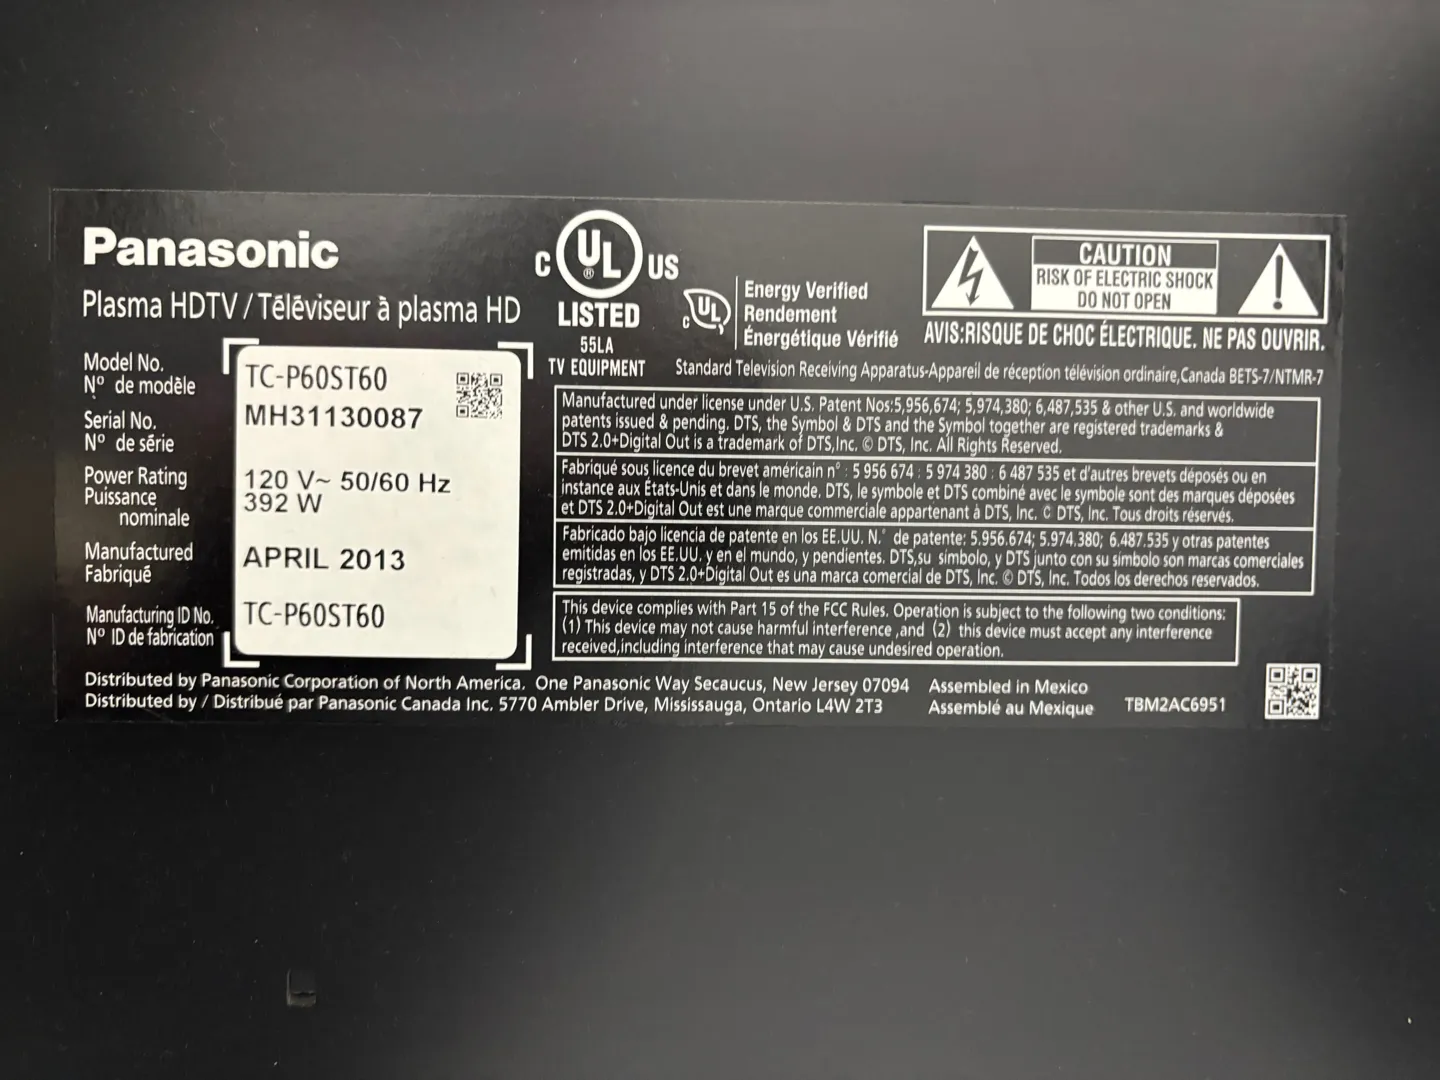 Panasonic
Plasma HDTV / Téléviseur à plasma HD
Model No.
Nº de modèle
TC-P60ST60
Serial No.
Nº de série
MH31130087
Power Rating
Puissance
nominale
120 V~ 50/60 Hz
392 W
Manufactured
Fabriqué
APRIL 2013
Manufacturing ID No.
Nº ID de fabrication
TC-P60ST60
C UL ® US
LISTED
55LA
TV EQUIPMENT
c UL
Energy Verified
Rendement
Énergétique Vérifié
CAUTION
RISK OF ELECTRIC SHOCK
DO NOT OPEN
AVIS:RISQUE DE CHOC ÉLECTRIQUE. NE PAS OUVRIR.
Standard Television Receiving Apparatus-Appareil de réception télévision ordinaire,Canada BETS-7/NTMR-7
Manufactured under license under U.S. Patent Nos:5,956,674; 5,974,380; 6,487,535 & other U.S. and worldwide
patents issued & pending. DTS, the Symbol & DTS and the Symbol together are registered trademarks &
DTS 2.0+Digital Out is a trademark of DTS,Inc. © DTS, Inc. All Rights Reserved.
Fabriqué sous licence du brevet américain nº : 5 956 674 : 5 974 380 : 6 487 535 et d'autres brevets déposés ou en
instance aux États-Unis et dans le monde. DTS, le symbole et DTS combiné avec le symbole sont des marques déposées
et DTS 2.0+Digital Out est une marque commerciale appartenant à DTS, Inc. © DTS, Inc. Tous droits réservés.
Fabricado bajo licencia de patente en los EE.UU. N.° de patente: 5.956.674; 5.974.380; 6.487.535 y otras patentes
emitidas en los EE.UU. y en el mundo, y pendientes. DTS,su simbolo, y DTS junto con su simbolo son marcas comerciales
registradas, y DTS 2.0+Digital Out es una marca comercial de DTS, Inc. © DTS, Inc. Todos los derechos reservados.
This device complies with Part 15 of the FCC Rules. Operation is subject to the following two conditions:
(1) This device may not cause harmful interference ,and (2) this device must accept any interference
received,including interference that may cause undesired operation.
Distributed by Panasonic Corporation of North America. One Panasonic Way Secaucus, New Jersey 07094
Distributed by / Distribué par Panasonic Canada Inc. 5770 Ambler Drive, Mississauga, Ontario L4W 2T3
Assembled in Mexico
Assemblé au Mexique
TBM2AC6951